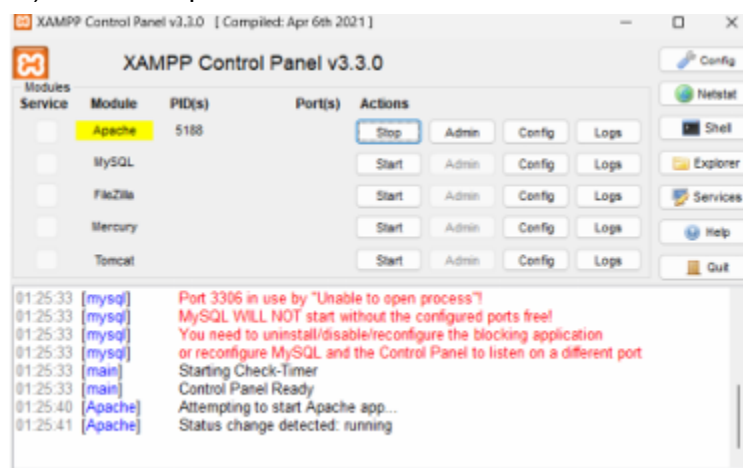 XAMPP Control Panel v3.3.0 [ Compiled: Apr 6th 2021 ]
XAMPP Control Panel v3.3.0
Config
Modules
Service Module PID(s) Port(s) Actions
Netstat
Apache 5188 Stop Admin Config Logs
Shell
MySQL Start Admin Config Logs
Explorer
FileZilla Start Admin Config Logs
Services
Mercury Start Admin Config Logs
Help
Tomcat Start Admin Config Logs
Quit
01:25:33 [mysql] Port 3306 in use by "Unable to open process"!
01:25:33 [mysql] MySQL WILL NOT start without the configured ports free!
01:25:33 [mysql] You need to uninstall/disable/reconfigure the blocking application
01:25:33 [mysql] or reconfigure MySQL and the Control Panel to listen on a different port
01:25:33 [main] Starting Check-Timer
01:25:33 [main] Control Panel Ready
01:25:40 [Apache] Attempting to start Apache app...
01:25:41 [Apache] Status change detected: running